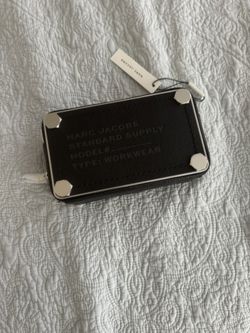 MARC JACOBS
STANDARD SUPPLY
MODEL#
TYPE: WORKWEAR